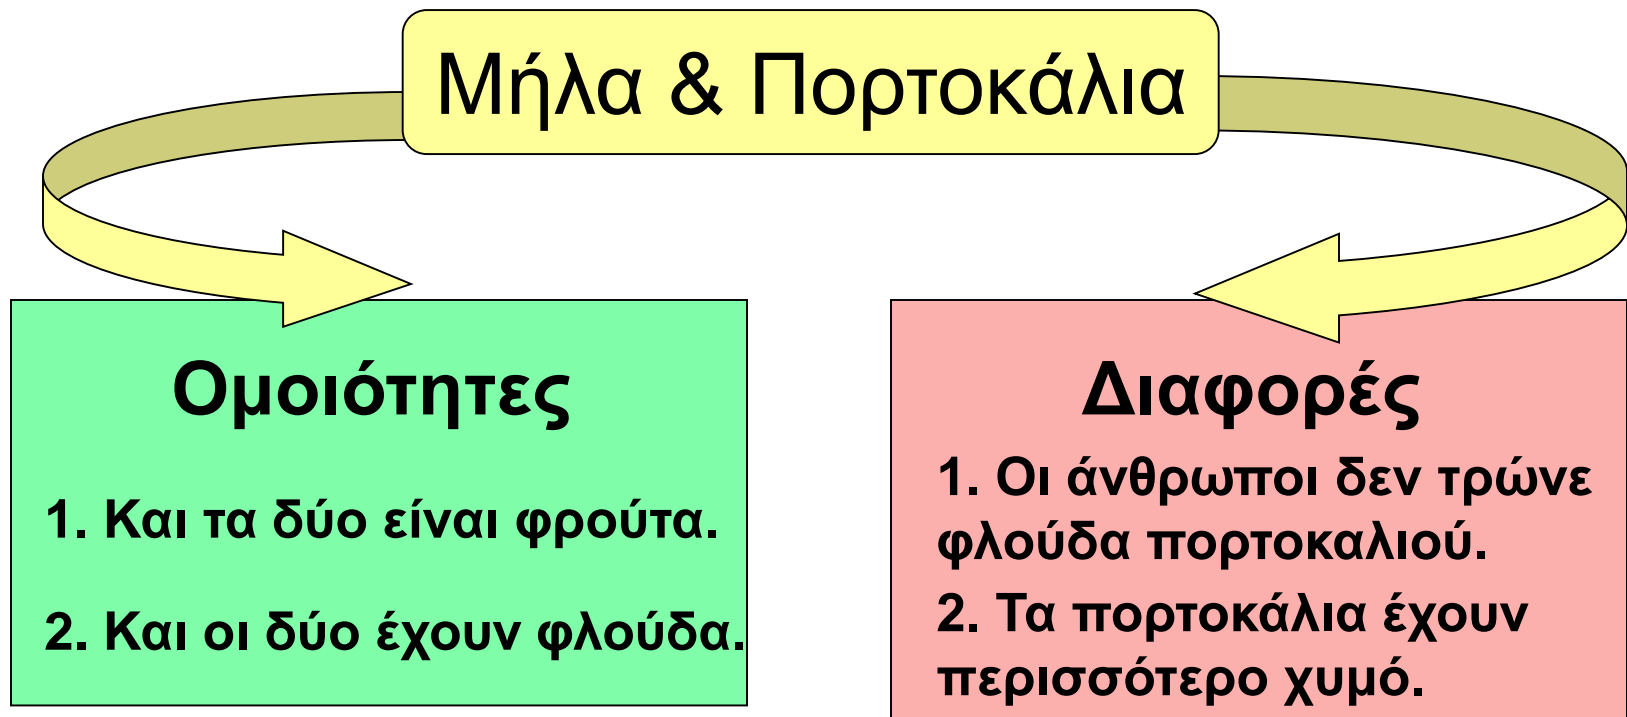 Μήλα & Πορτοκάλια
Ομοιότητες
1. Και τα δύο είναι φρούτα.
2. Και οι δύο έχουν φλούδα.
Διαφορές
1. Οι άνθρωποι δεν τρώνε
φλούδα πορτοκαλιού.
2. Τα πορτοκάλια έχουν
περισσότερο χυμό.